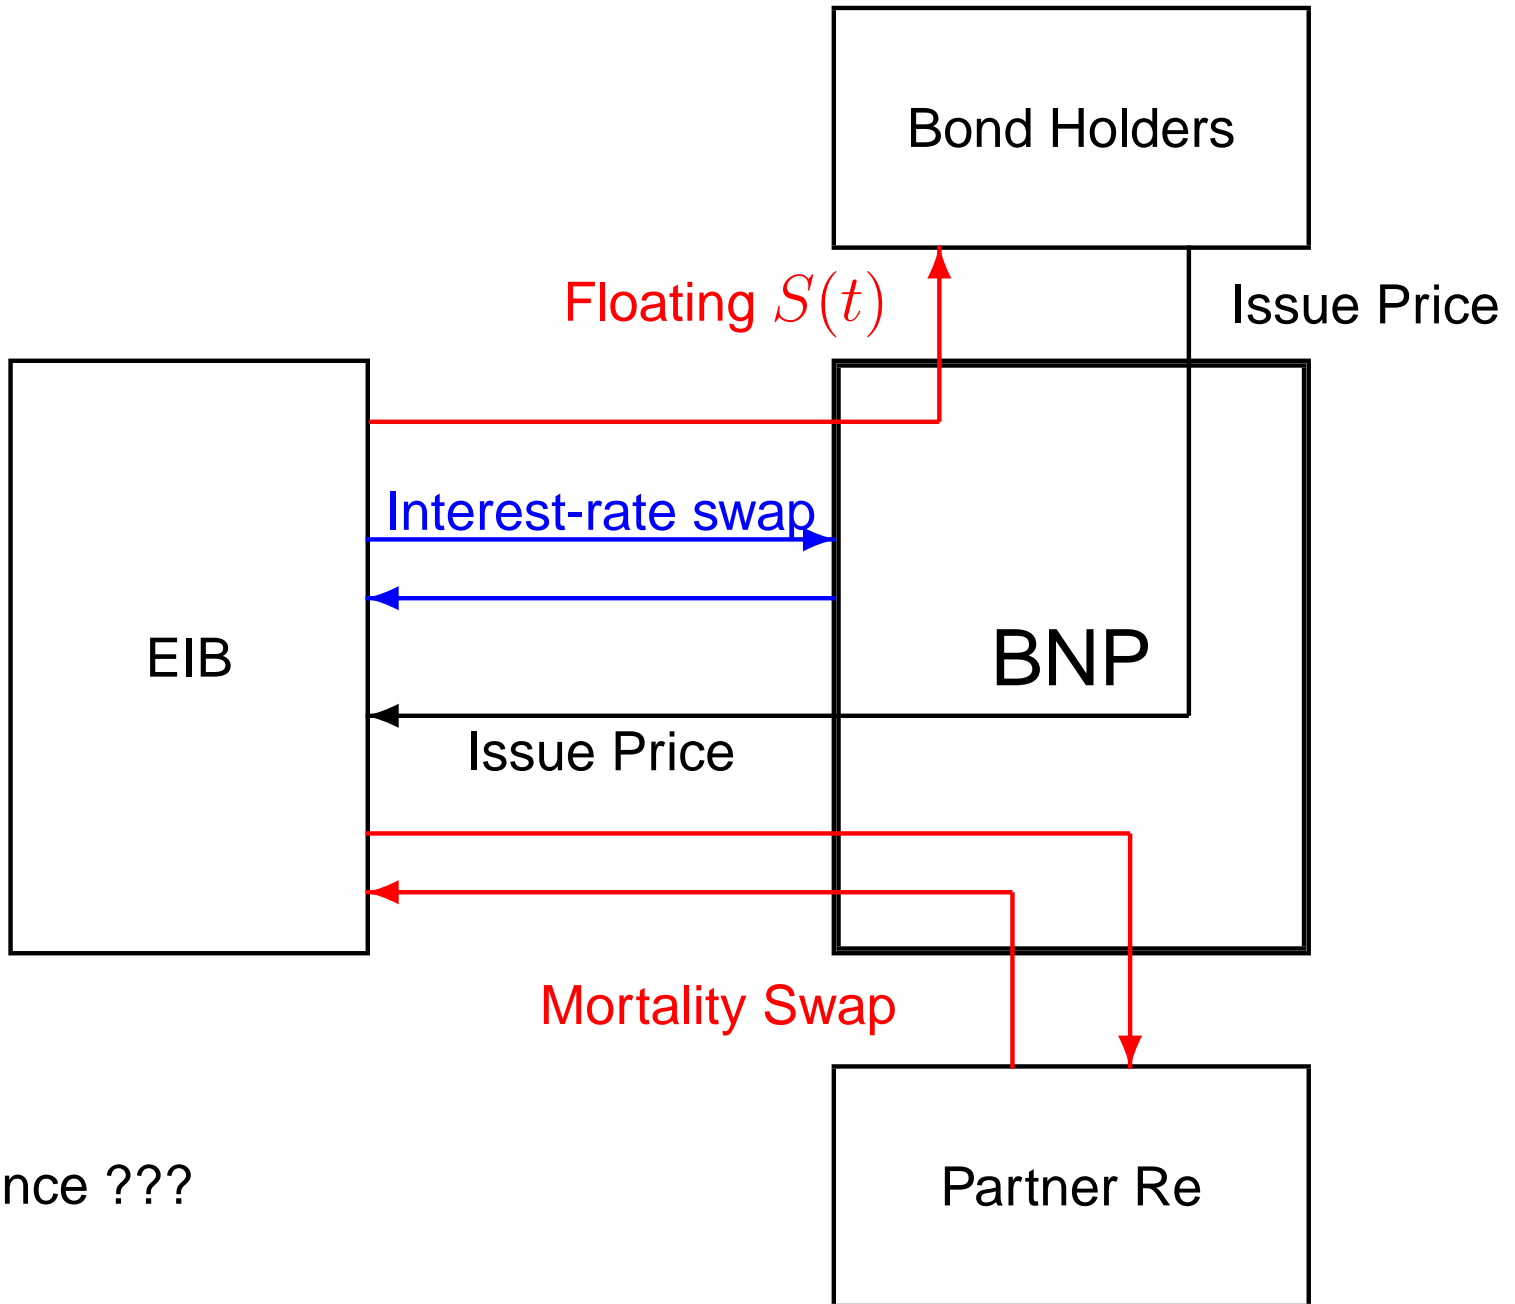 Bond Holders
Floating S(t)
Issue Price
Interest-rate swap
EIB
BNP
Issue Price
Mortality Swap
nce ???
Partner Re